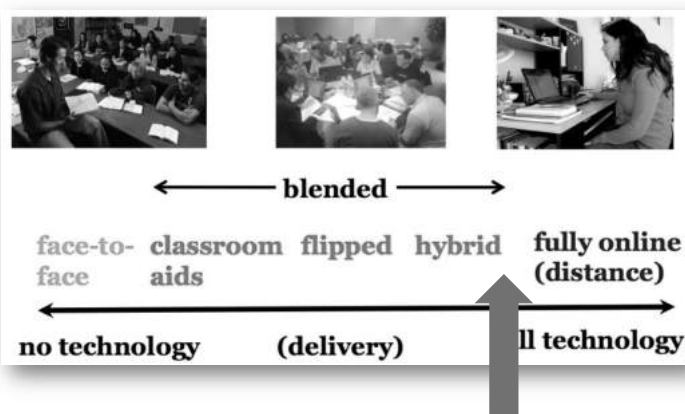 blended
face-to- classroom flipped hybrid fully online
face aids (distance)
no technology (delivery) ll technology